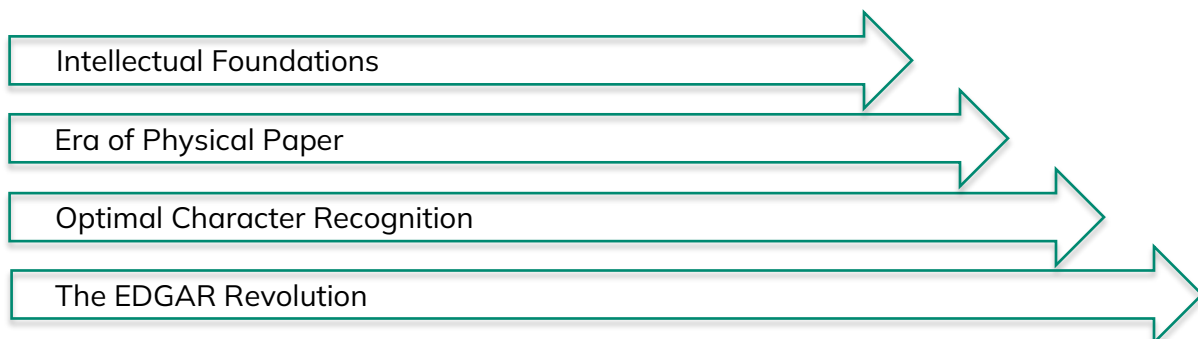 Intellectual Foundations
Era of Physical Paper
Optimal Character Recognition
The EDGAR Revolution